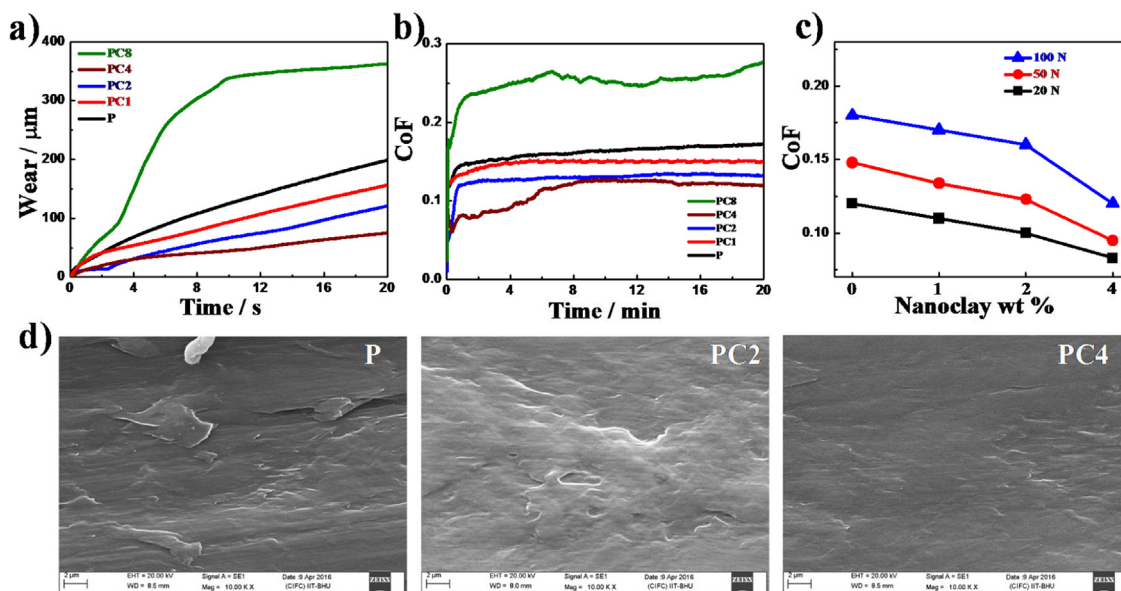 a)
400
300
200
100
0
Wear / μm
PC8
PC4
PC2
PC1
P
0 4 8 12 16 20
Time / s
b)
0.3
0.2
0.1
0.0
CoF
PC8
PC4
PC2
PC1
P
0 4 8 12 16 20
Time / min
c)
0.20
0.15
0.10
CoF
100 N
50 N
20 N
0 1 2 4
Nanoclay wt %
d)
P
2 μm
EHT = 20.00 kV Signal A = SE1 Date :9 Apr 2016
WD = 8.5 mm Mag = 10.00 K X (CIFC) IIT-BHU
ZEISS
PC2
2 μm
EHT = 20.00 kV Signal A = SE1 Date :9 Apr 2016
WD = 8.0 mm Mag = 10.00 K X (CIFC) IIT-BHU
ZEISS
PC4
2 μm
EHT = 20.00 kV Signal A = SE1 Date :9 Apr 2016
WD = 8.5 mm Mag = 10.00 K X (CIFC) IIT-BHU
ZEISS